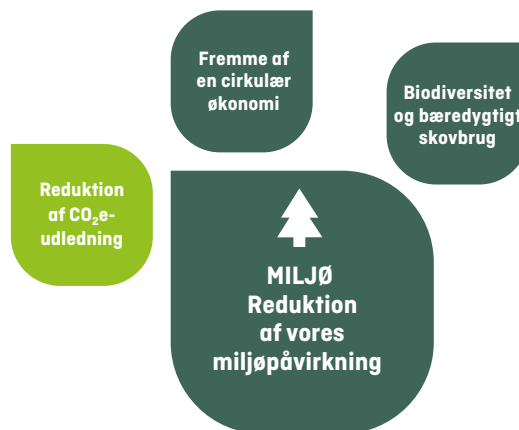 Fremme af
en cirkulær
økonomi
Biodiversitet
og bæredygtigt
skovbrug
Reduktion
af CO₂e-
udledning
MILJØ
Reduktion
af vores
miljøpåvirkning